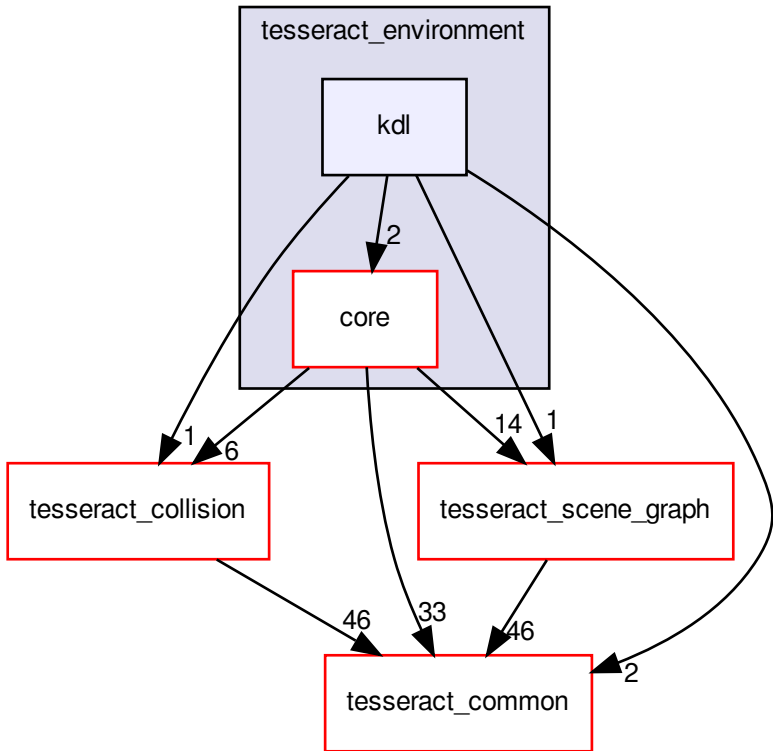 tesseract_environment
kdl
2
core
14
1
1
6
tesseract_collision
tesseract_scene_graph
46
33
46
2
tesseract_common